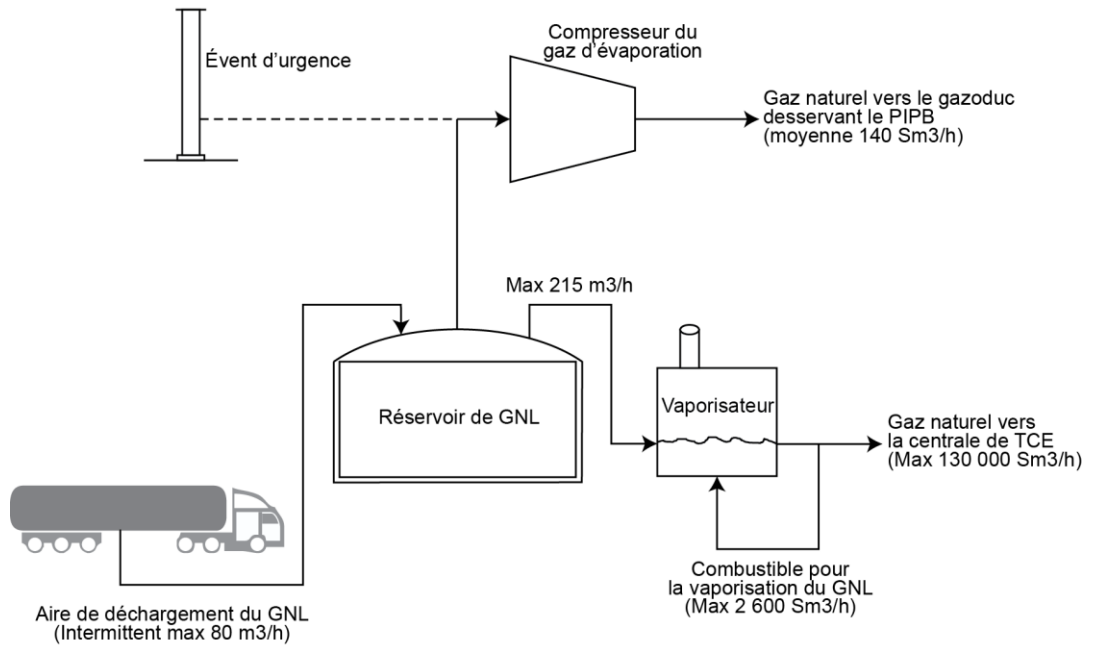 Évent d'urgence
Compresseur du
gaz d'évaporation
Gaz naturel vers le gazoduc
desservant le PIPB
(moyenne 140 Sm3/h)
Max 215 m3/h
Réservoir de GNL
Vaporisateur
Gaz naturel vers
la centrale de TCE
(Max 130 000 Sm3/h)
Combustible pour
la vaporisation du GNL
(Max 2 600 Sm3/h)
Aire de déchargement du GNL
(Intermittent max 80 m3/h)